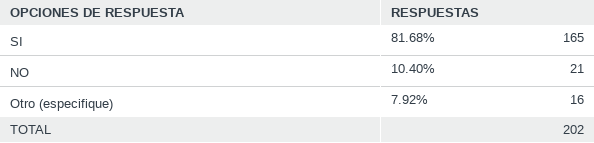 OPCIONES DE RESPUESTA RESPUESTAS
SI 81.68% 165
NO 10.40% 21
Otro (especifique) 7.92% 16
TOTAL 202